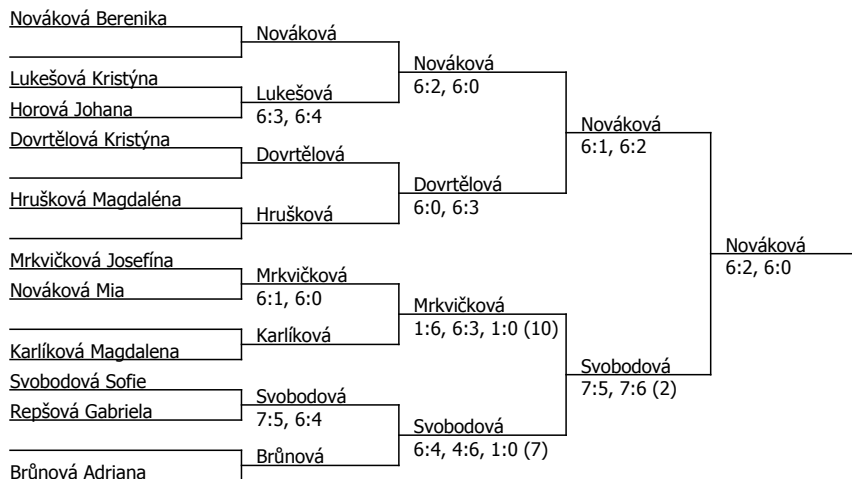 Nováková Berenika
Nováková
Nováková
6:2, 6:0
Lukešová Kristýna
Lukešová
6:3, 6:4
Horová Johana
Nováková
6:1, 6:2
Dovrtělová Kristýna
Dovrtělová
Dovrtělová
6:0, 6:3
Hrušková Magdaléna
Hrušková
Nováková
6:2, 6:0
Mrkvičková Josefína
Mrkvičková
6:1, 6:0
Nováková Mia
Mrkvičková
1:6, 6:3, 1:0 (10)
Karlíková
Karlíková Magdalena
Svobodová
7:5, 7:6 (2)
Svobodová Sofie
Svobodová
7:5, 6:4
Repšová Gabriela
Svobodová
6:4, 4:6, 1:0 (7)
Brůnová
Brůnová Adriana